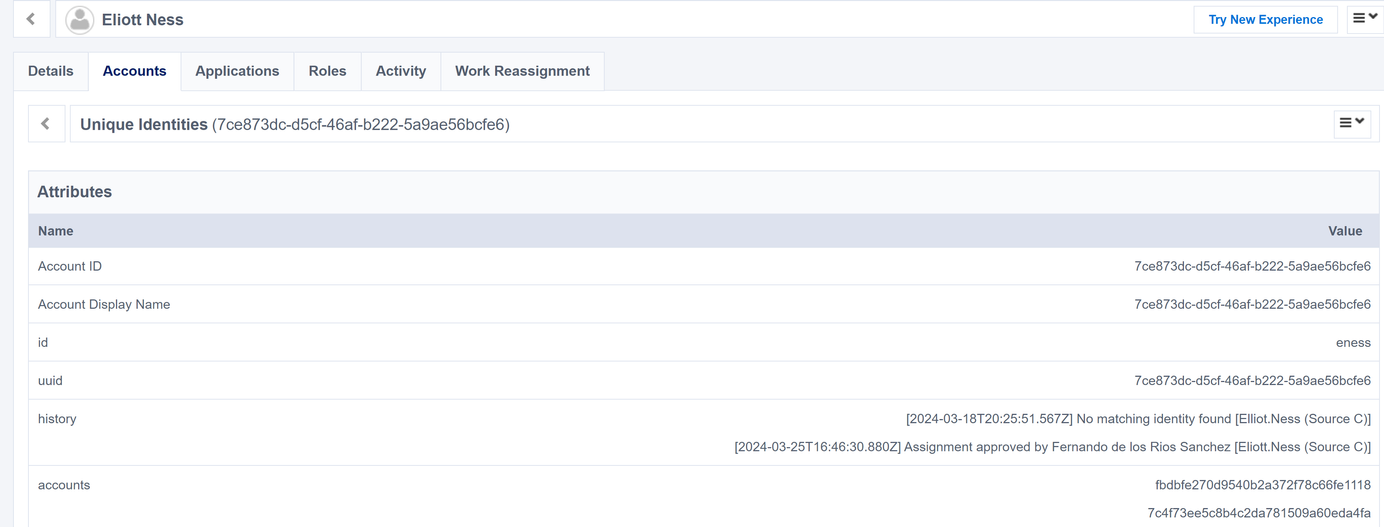 Eliott Ness
Try New Experience
Details Accounts Applications Roles Activity Work Reassignment
Unique Identities (7ce873dc-d5cf-46af-b222-5a9ae56bcfe6)
Attributes
Name Value
Account ID 7ce873dc-d5cf-46af-b222-5a9ae56bcfe6
Account Display Name 7ce873dc-d5cf-46af-b222-5a9ae56bcfe6
id eness
uuid 7ce873dc-d5cf-46af-b222-5a9ae56bcfe6
history [2024-03-18T20:25:51.567Z] No matching identity found [Elliot.Ness (Source C)]
[2024-03-25T16:46:30.880Z] Assignment approved by Fernando de los Rios Sanchez [Eliott.Ness (Source C)]
accounts fbdbfe270d9540b2a372f78c66fe1118
7c4f73ee5c8b4c2da781509a60eda4fa